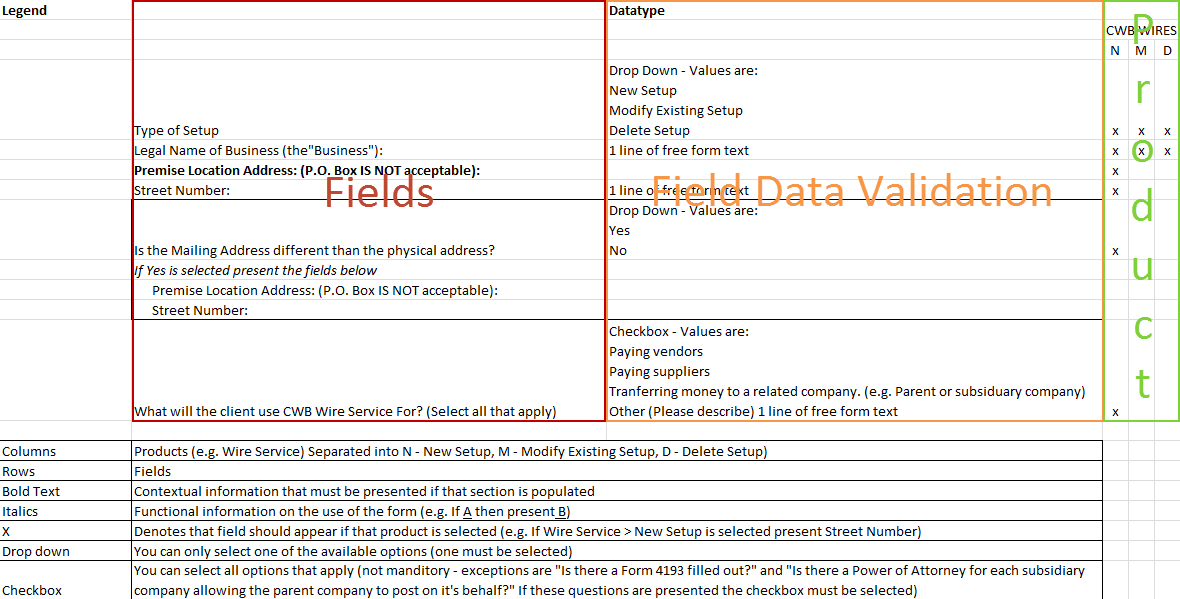 Legend
Datatype
CWB WIRES
N M D
Drop Down - Values are:
New Setup
Modify Existing Setup
Type of Setup Delete Setup x x x
Legal Name of Business (the"Business"): 1 line of free form text x x x
Premise Location Address: (P.O. Box IS NOT acceptable): x
Street Number: 1 line of free form text x
Fields
Field Data Validation
Product
Drop Down - Values are:
Yes
Is the Mailing Address different than the physical address? No x
If Yes is selected present the fields below
Premise Location Address: (P.O. Box IS NOT acceptable):
Street Number:
Checkbox - Values are:
Paying vendors
Paying suppliers
Tranferring money to a related company. (e.g. Parent or subsiduary company)
What will the client use CWB Wire Service For? (Select all that apply) Other (Please describe) 1 line of free form text x
Columns Products (e.g. Wire Service) Separated into N - New Setup, M - Modify Existing Setup, D - Delete Setup)
Rows Fields
Bold Text Contextual information that must be presented if that section is populated
Italics Functional information on the use of the form (e.g. If A then present B)
X Denotes that field should appear if that product is selected (e.g. If Wire Service > New Setup is selected present Street Number)
Drop down You can only select one of the available options (one must be selected)
You can select all options that apply (not manditory - exceptions are "Is there a Form 4193 filled out?" and "Is there a Power of Attorney for each subsidiary
Checkbox company allowing the parent company to post on it's behalf?" If these questions are presented the checkbox must be selected)